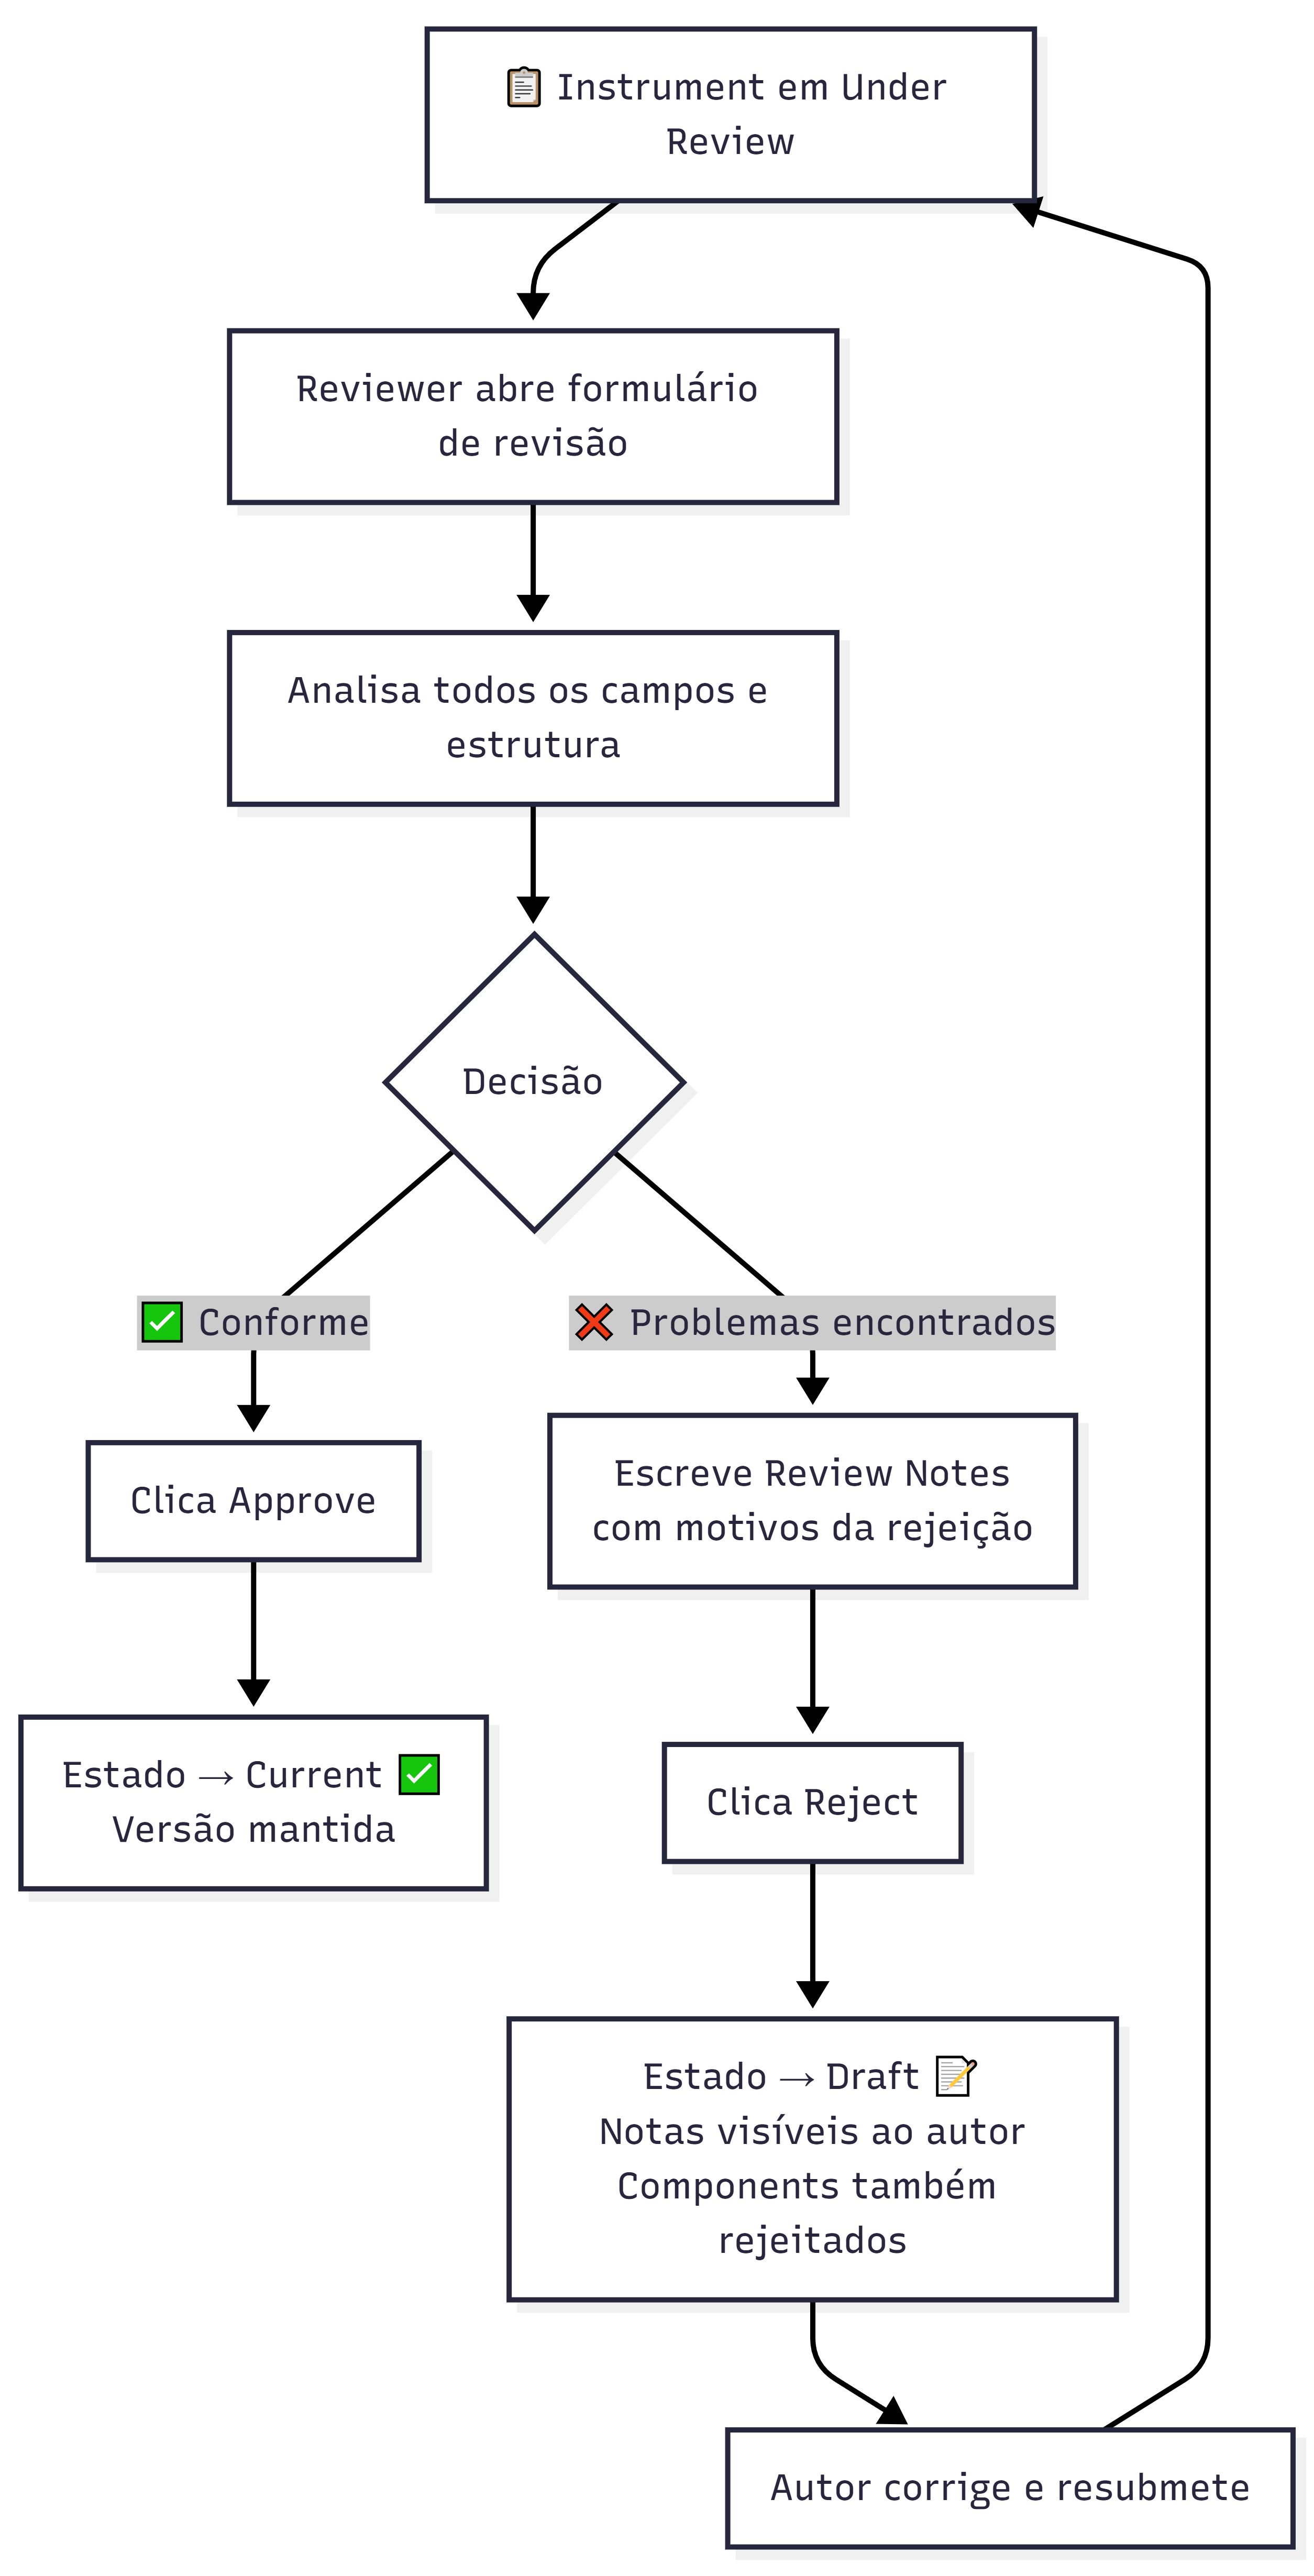 📋 Instrument em Under
Review
Reviewer abre formulário
de revisão
Analisa todos os campos e
estrutura
Decisão
✅ Conforme
❌ Problemas encontrados
Clica Approve
Escreve Review Notes
com motivos da rejeição
Estado → Current ✅
Versão mantida
Clica Reject
Estado → Draft 📝
Notas visíveis ao autor
Components também
rejeitados
Autor corrige e resubmete